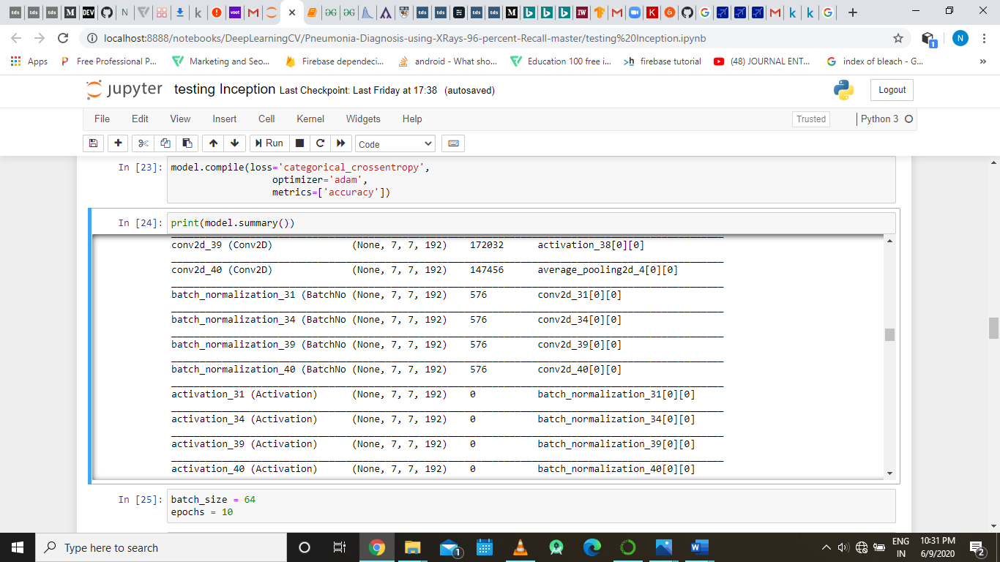 localhost:8888/notebooks/DeepLearningCV/Pneumonia-Diagnosis-using-XRays-96-percent-Recall-master/testing%20Inception.ipynb
N
1
Apps Free Professional P... Marketing and Seo... Firebase dependeci... android - What sho... Education 100 free i... firebase tutorial (48) JOURNAL ENT... index of bleach - G... »
jupyter testing Inception Last Checkpoint: Last Friday at 17:38 (autosaved) Logout
File Edit View Insert Cell Kernel Widgets Help Trusted Python 3
Run Code
In [23]: model.compile(loss='categorical_crossentropy',
optimizer='adam',
metrics=['accuracy'])
In [24]: print(model.summary())
conv2d_39 (Conv2D) (None, 7, 7, 192) 172032 activation_38[0][0]
conv2d_40 (Conv2D) (None, 7, 7, 192) 147456 average_pooling2d_4[0][0]
batch_normalization_31 (BatchNo (None, 7, 7, 192) 576 conv2d_31[0][0]
batch_normalization_34 (BatchNo (None, 7, 7, 192) 576 conv2d_34[0][0]
batch_normalization_39 (BatchNo (None, 7, 7, 192) 576 conv2d_39[0][0]
batch_normalization_40 (BatchNo (None, 7, 7, 192) 576 conv2d_40[0][0]
activation_31 (Activation) (None, 7, 7, 192) 0 batch_normalization_31[0][0]
activation_34 (Activation) (None, 7, 7, 192) 0 batch_normalization_34[0][0]
activation_39 (Activation) (None, 7, 7, 192) 0 batch_normalization_39[0][0]
activation_40 (Activation) (None, 7, 7, 192) 0 batch_normalization_40[0][0]
In [25]: batch_size = 64
epochs = 10
Type here to search
1
ENG
IN
10:31 PM
6/9/2020
2